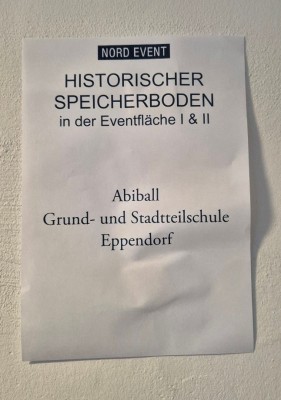 NORD EVENT
HISTORISCHER
SPEICHERBODEN
in der Eventfläche I & II
Abiball
Grund- und Stadtteilschule
Eppendorf